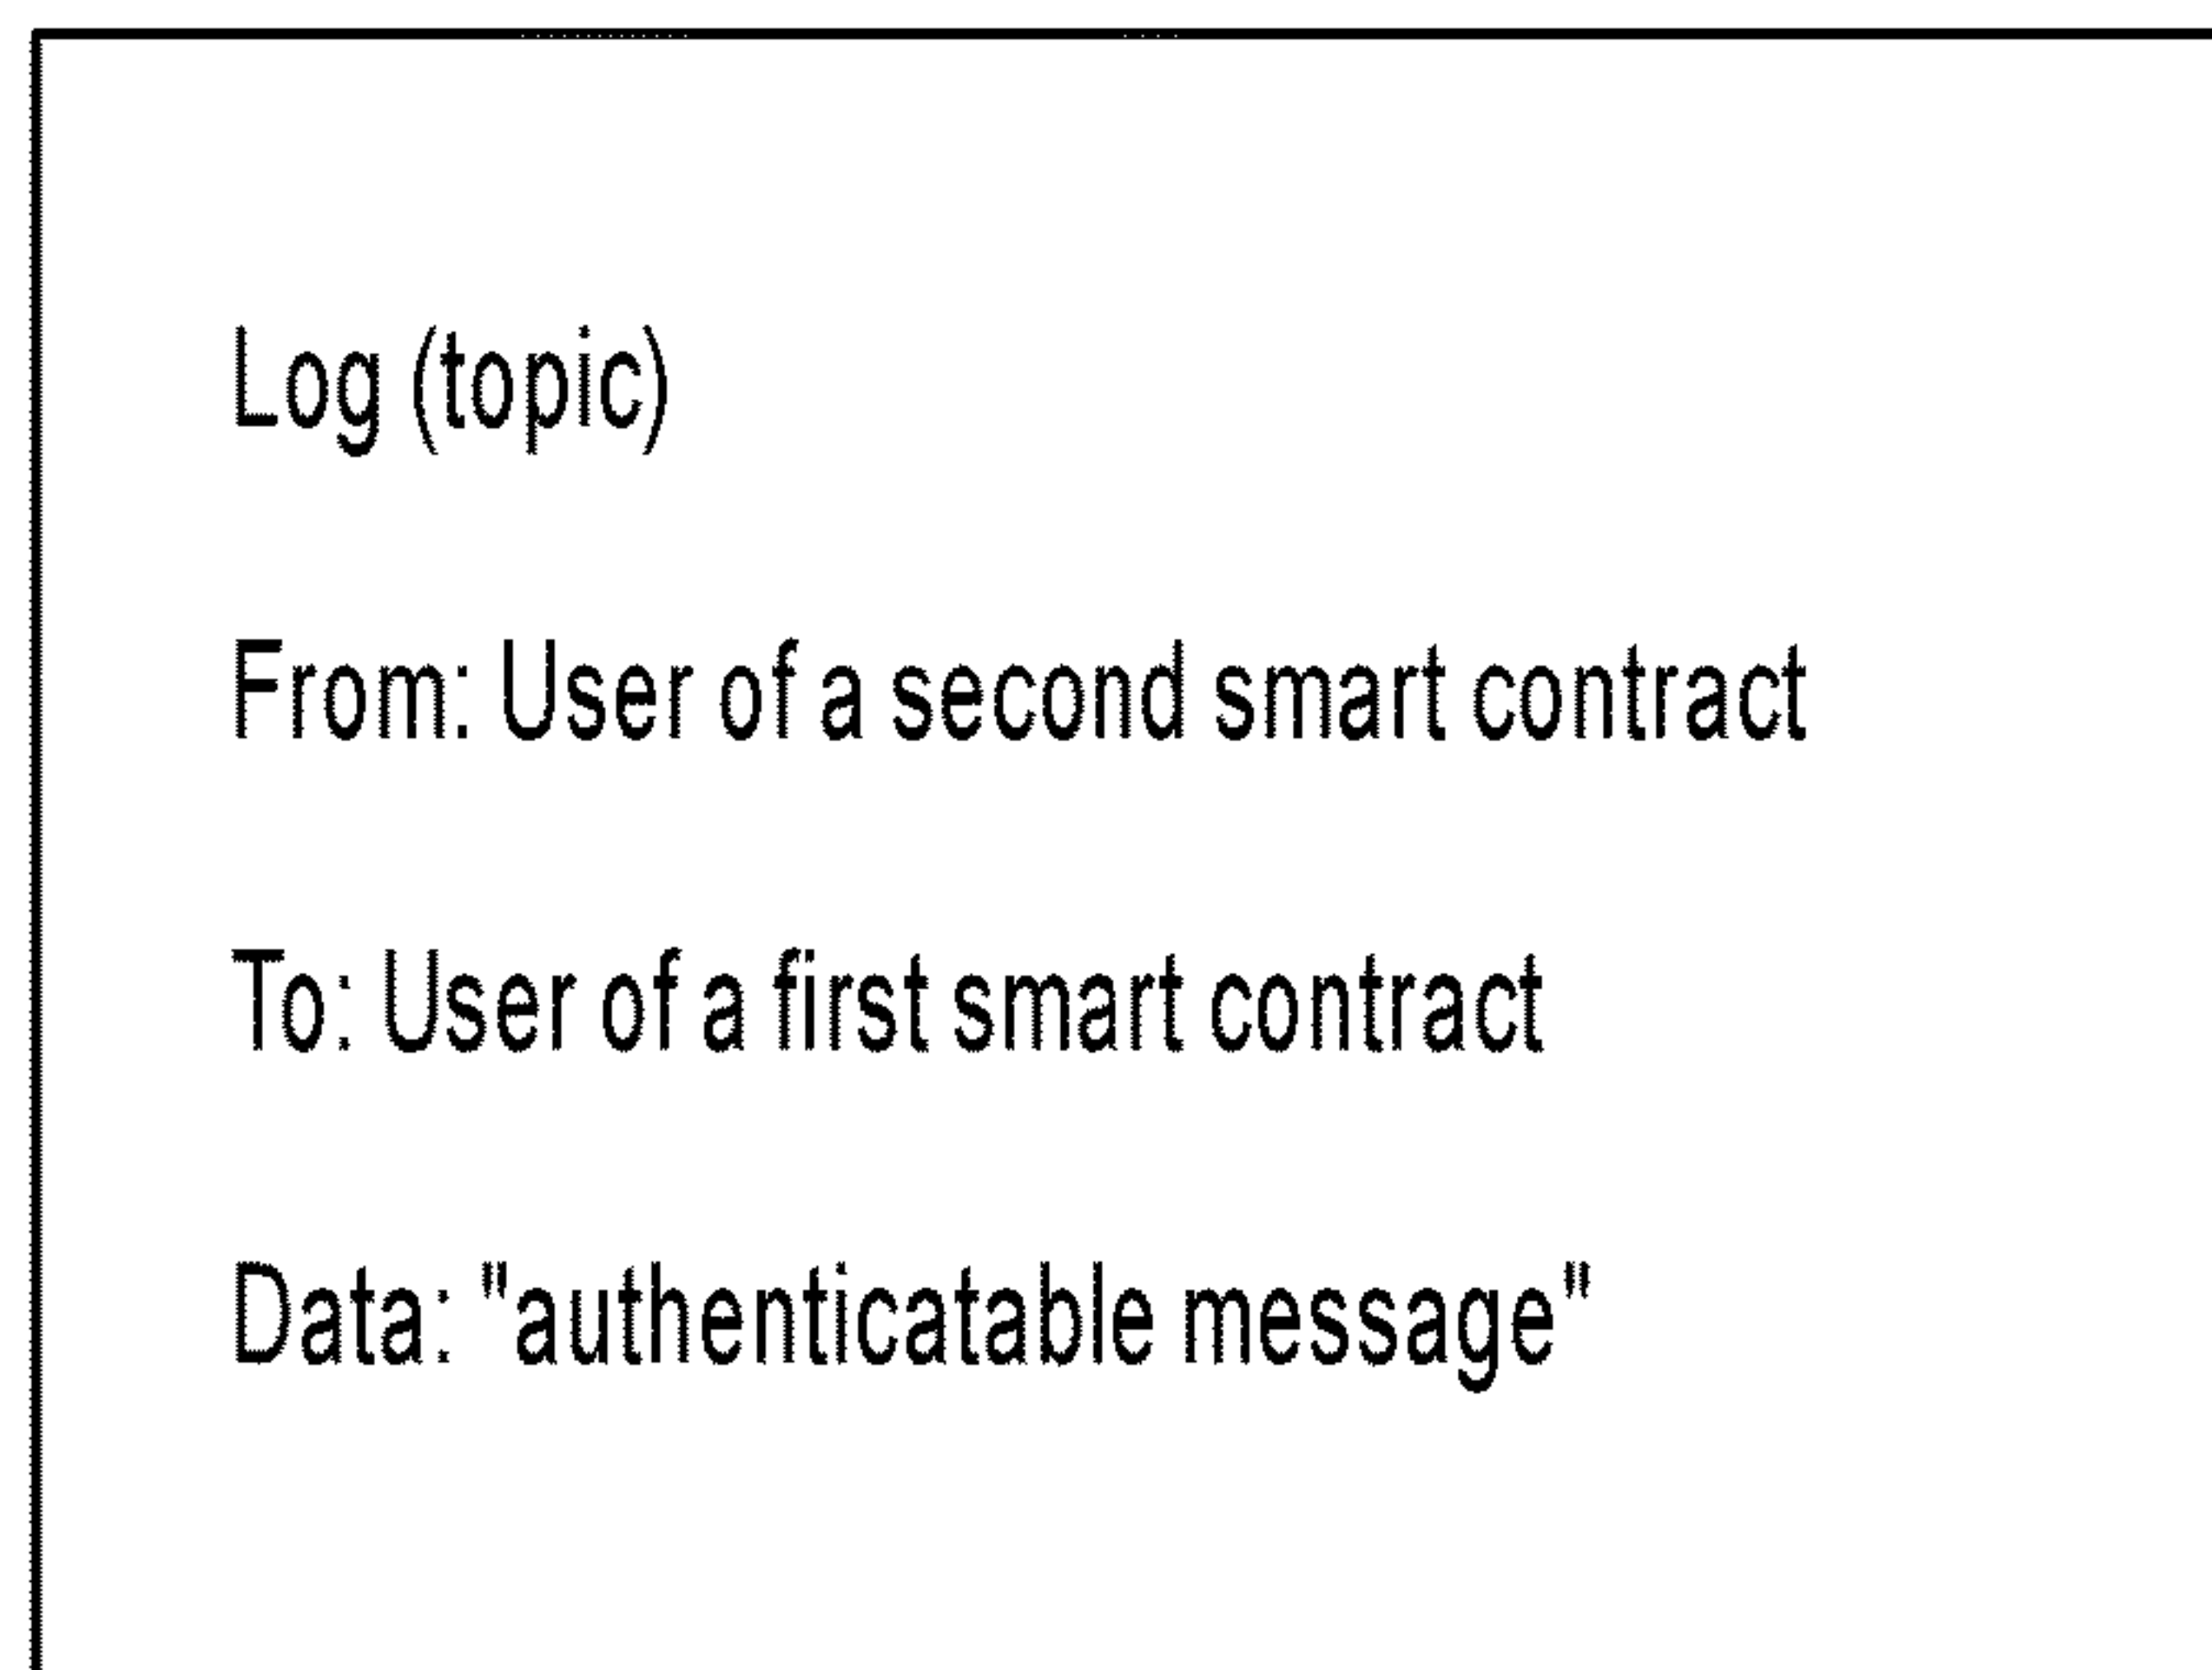 Log (topic)
From: User of a second smart contract
To: User of a first smart contract
Data: "authenticatable message"